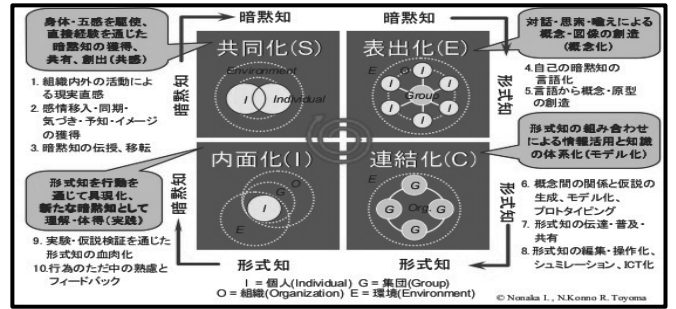 暗黙知
暗黙知
身体・五感を駆使、
直接経験を通じた
暗黙知の獲得、
共有、創出(共感)
1. 組織内外の活動によ
る現実直感
2. 感情移入・同期・
気づき・予知・イメージ
の獲得
3. 暗黙知の伝授、移転
暗黙知
共同化(S)
Environment
I
Individual
表出化(E)
E
O
I
I
I
Group
I
I
I
形式知
対話・思索・喩えによる
概念・図像の創造
(概念化)
4.自己の暗黙知の
言語化
5.言語から概念・原型
の創造
形式知を行動を
通じて具現化、
新たな暗黙知として
理解・体得(実践)
9. 実験・仮説検証を通じた
形式知の血肉化
10.行為のただ中の熟慮と
フィードバック
暗黙知
内面化(I)
O
G
I
E
連結化(C)
E
G
G
Org.
G
G
形式知
形式知の組み合わせ
による情報活用と知識
の体系化(モデル化)
6. 概念間の関係と仮説の
生成、モデル化、
プロトタイピング
7. 形式知の伝達・普及・
共有
8. 形式知の編集・操作化、
シュミレーション、ICT化
形式知
形式知
I = 個人(Individual) G = 集団(Group)
O = 組織(Organization) E = 環境(Environment)
© Nonaka I., N.Konno R. Toyoma